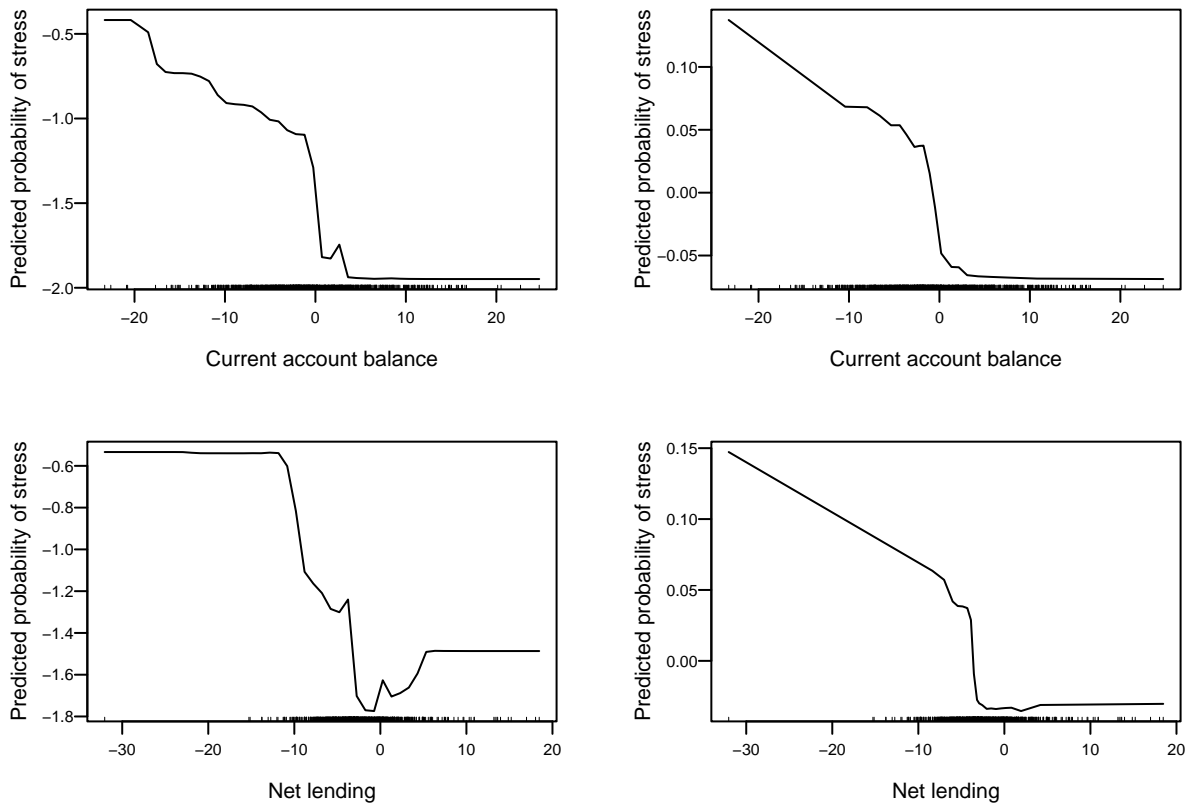 Predicted probability of stress
−0.5
−1.0
−1.5
−2.0
−20 −10 0 10 20
Current account balance
Predicted probability of stress
0.10
0.05
0.00
−0.05
−20 −10 0 10 20
Current account balance
Predicted probability of stress
−0.6
−0.8
−1.0
−1.2
−1.4
−1.6
−1.8
−30 −20 −10 0 10 20
Net lending
Predicted probability of stress
0.15
0.10
0.05
0.00
−30 −20 −10 0 10 20
Net lending